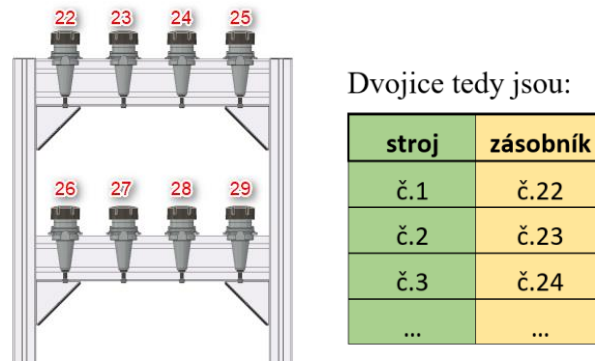 22 23 24 25
26 27 28 29
Dvojice tedy jsou:
stroj zásobník
č.1 č.22
č.2 č.23
č.3 č.24
... ...